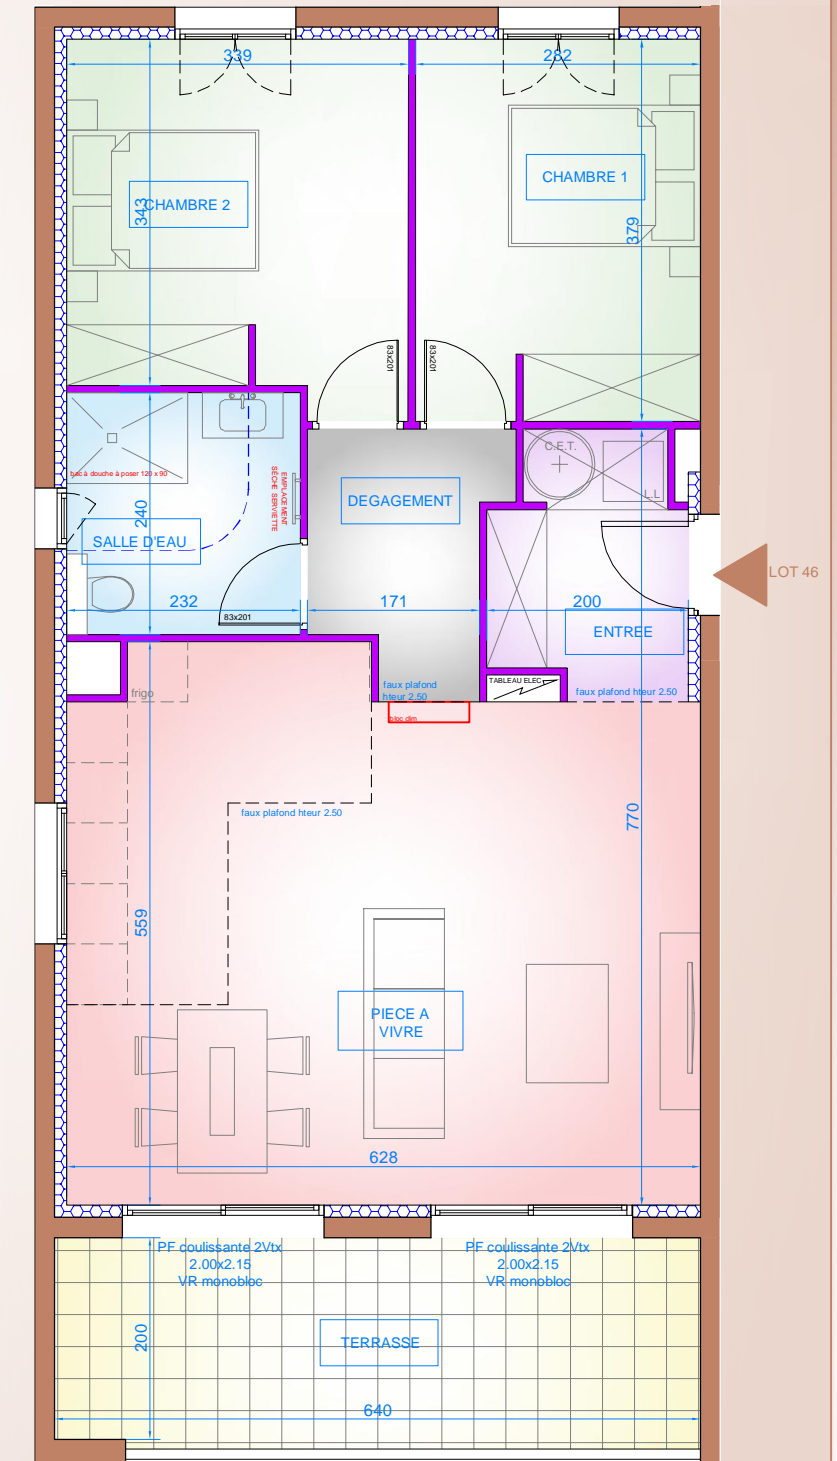 339
282
CHAMBRE 1
CHAMBRE 2
343
379
83x201
83x201
C.E.T.
L.L
bac à douche à poser 120 x 90
EMPLACEMENT
SÈCHE SERVIETTE
DEGAGEMENT
240
SALLE D'EAU
LOT 46
232
171
200
83x201
ENTREE
TABLEAU ELEC
faux plafond
hteur 2.50
faux plafond hteur 2.50
frigo
bloc clim
faux plafond hteur 2.50
770
559
PIECE A
VIVRE
628
PF coulissante 2Vtx
2.00x2.15
VR monobloc
PF coulissante 2Vtx
2.00x2.15
VR monobloc
200
TERRASSE
640